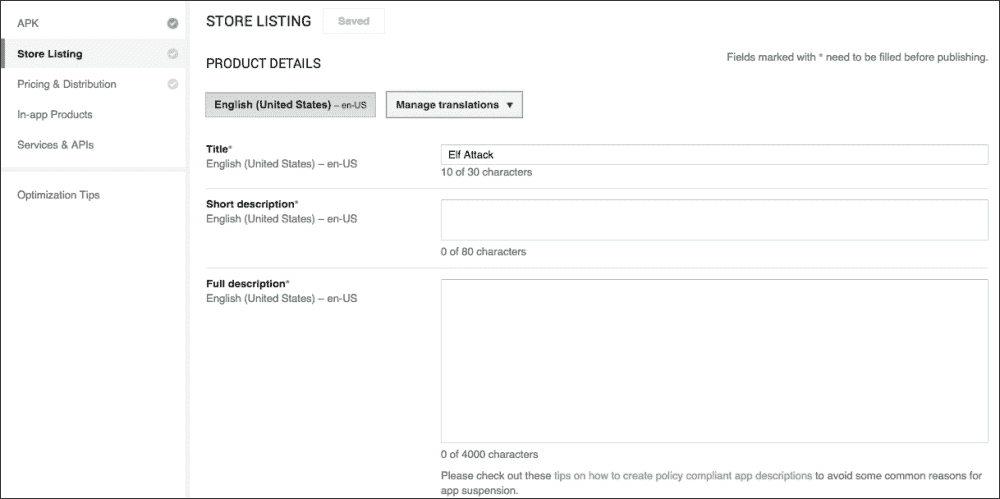 APK
Store Listing
Pricing & Distribution
In-app Products
Services & APIs
Optimization Tips
STORE LISTING
Saved
PRODUCT DETAILS
Fields marked with * need to be filled before publishing.
English (United States) – en-US
Manage translations ▼
Title*
English (United States) – en-US
Elf Attack
10 of 30 characters
Short description*
English (United States) – en-US
0 of 80 characters
Full description*
English (United States) – en-US
0 of 4000 characters
Please check out these tips on how to create policy compliant app descriptions to avoid some common reasons for
app suspension.